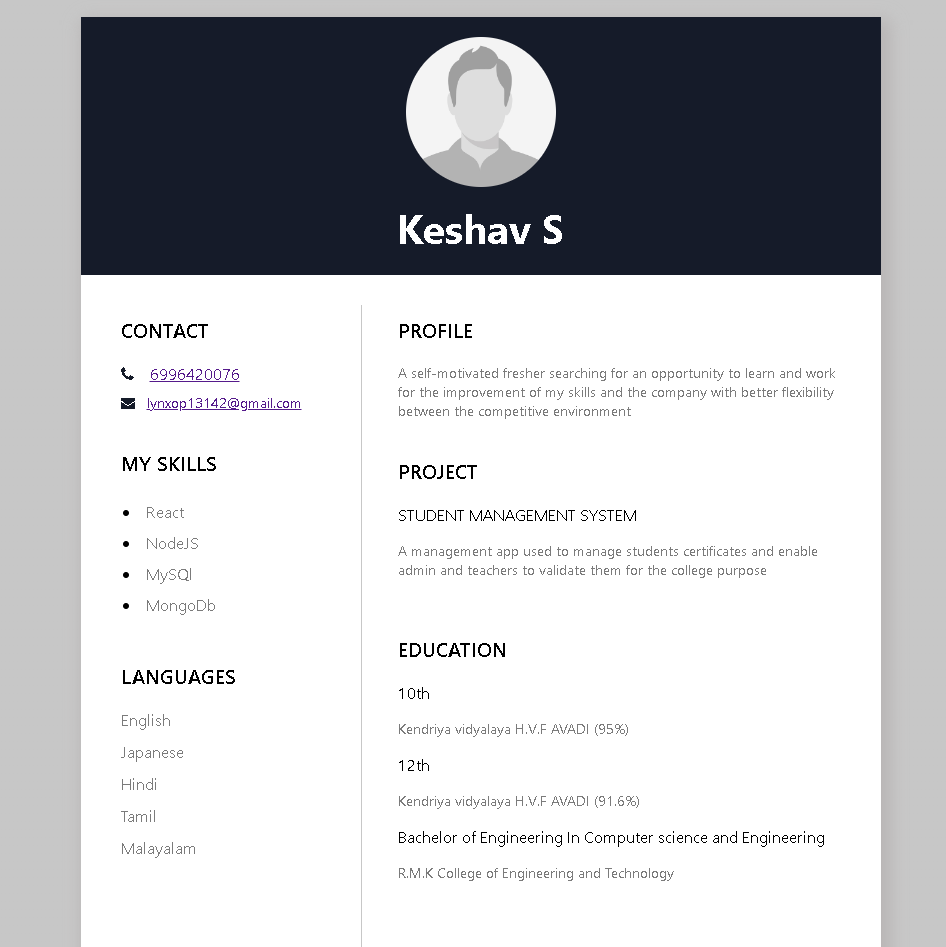 Keshav S
CONTACT
6996420076
lynxop13142@gmail.com
MY SKILLS
React
NodeJS
MySQl
MongoDb
LANGUAGES
English
Japanese
Hindi
Tamil
Malayalam
PROFILE
A self-motivated fresher searching for an opportunity to learn and work
for the improvement of my skills and the company with better flexibility
between the competitive environment
PROJECT
STUDENT MANAGEMENT SYSTEM
A management app used to manage students certificates and enable
admin and teachers to validate them for the college purpose
EDUCATION
10th
Kendriya vidyalaya H.V.F AVADI (95%)
12th
Kendriya vidyalaya H.V.F AVADI (91.6%)
Bachelor of Engineering In Computer science and Engineering
R.M.K College of Engineering and Technology